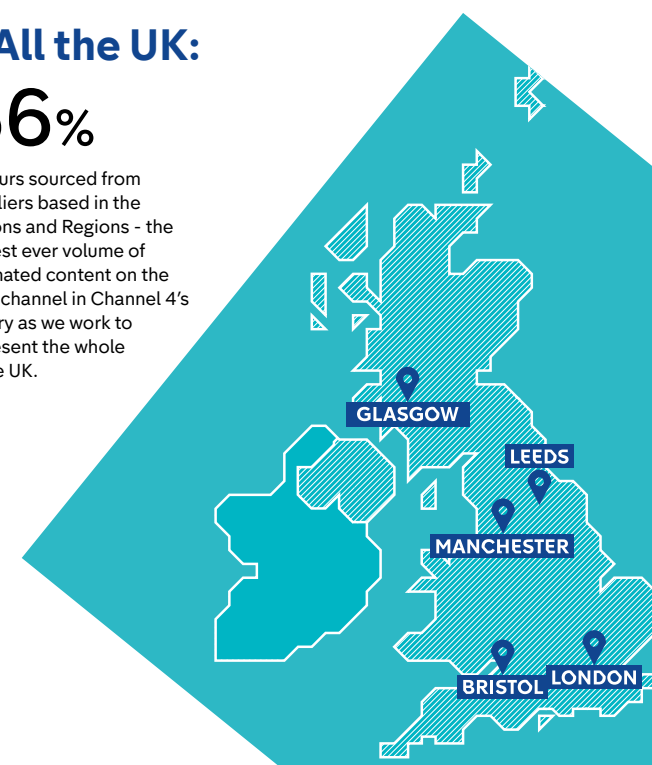 All the UK:
6%
urs sourced from
liers based in the
ons and Regions - the
est ever volume of
nated content on the
channel in Channel 4’s
ry as we work to
esent the whole
e UK.
GLASGOW
LEEDS
MANCHESTER
BRISTOL
LONDON